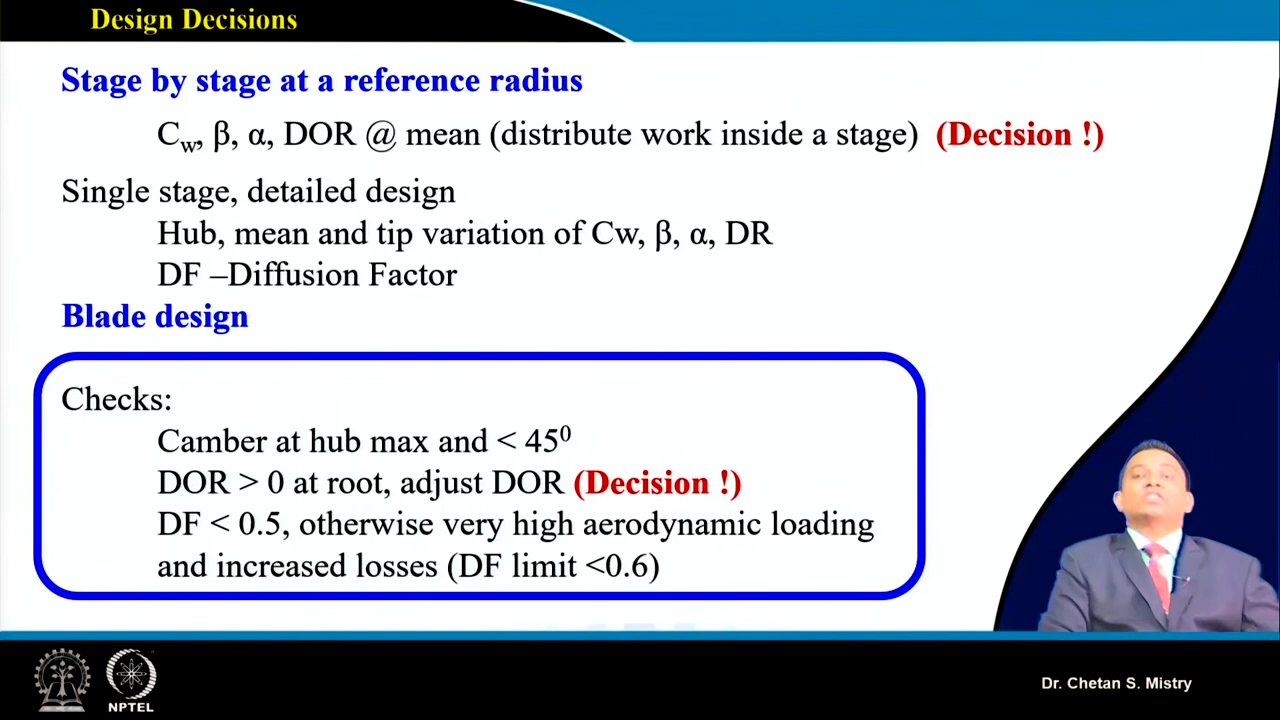 Design Decisions
Stage by stage at a reference radius
C_w, β, α, DOR @ mean (distribute work inside a stage) (Decision !)
Single stage, detailed design
Hub, mean and tip variation of Cw, β, α, DR
DF –Diffusion Factor
Blade design
Checks:
Camber at hub max and < 45⁰
DOR > 0 at root, adjust DOR (Decision !)
DF < 0.5, otherwise very high aerodynamic loading
and increased losses (DF limit <0.6)
NPTEL
Dr. Chetan S. Mistry